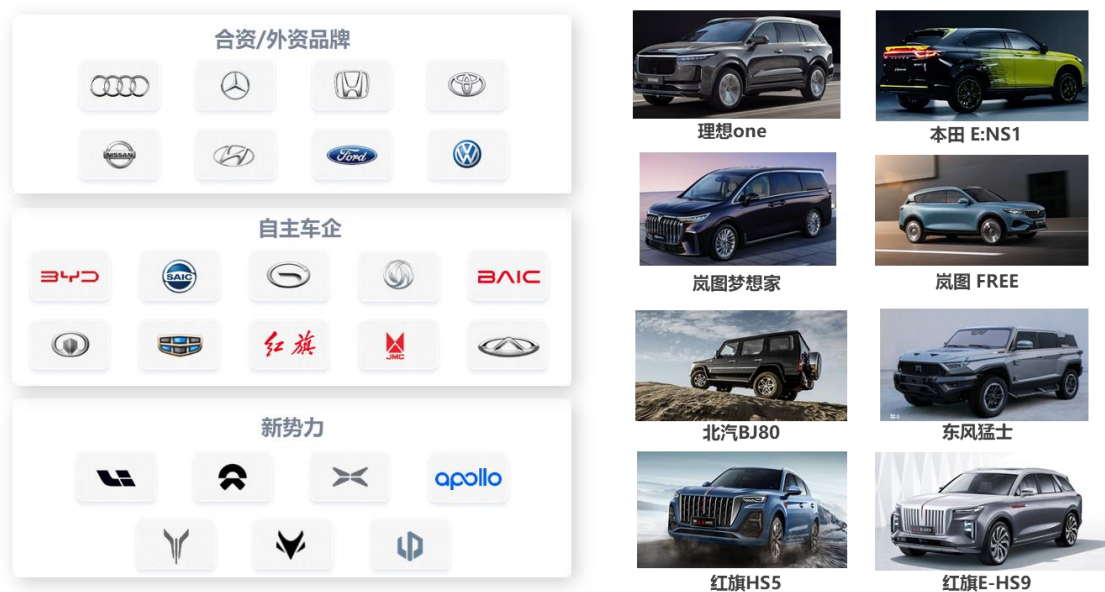 合资/外资品牌
NISSAN
Ford
自主车企
BYD
SAIC
BAIC
红旗
JMC
新势力
apollo
理想one
本田 E:NS1
岚图梦想家
岚图 FREE
北汽BJ80
东风猛士
红旗HS5
红旗E-HS9